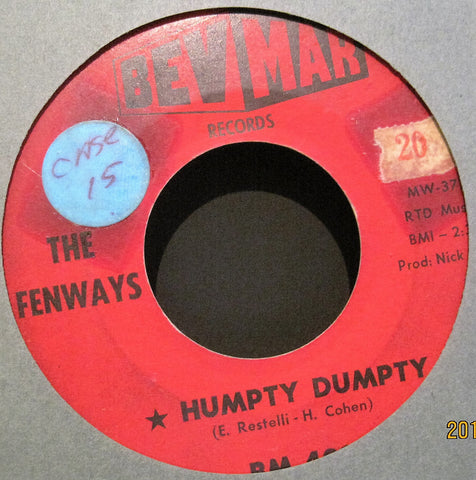 BEV MAR
RECORDS
CNSR
15
20
MW-37
RTD Mus
BMI - 2:
Prod: Nick
THE
FENWAYS
★ HUMPTY DUMPTY
(E. Restelli - H. Cohen)
BM-40
201